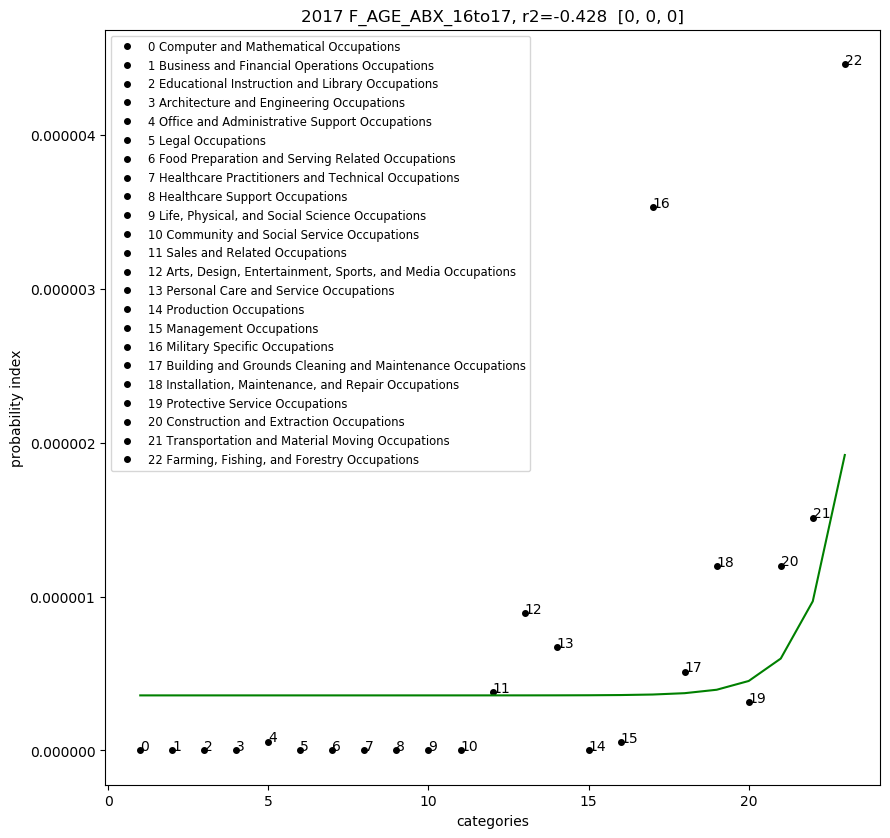 2017 F_AGE_ABX_16to17, r2=-0.428  [0, 0, 0]
0 Computer and Mathematical Occupations
1 Business and Financial Operations Occupations
2 Educational Instruction and Library Occupations
3 Architecture and Engineering Occupations
4 Office and Administrative Support Occupations
5 Legal Occupations
6 Food Preparation and Serving Related Occupations
7 Healthcare Practitioners and Technical Occupations
8 Healthcare Support Occupations
9 Life, Physical, and Social Science Occupations
10 Community and Social Service Occupations
11 Sales and Related Occupations
12 Arts, Design, Entertainment, Sports, and Media Occupations
13 Personal Care and Service Occupations
14 Production Occupations
15 Management Occupations
16 Military Specific Occupations
17 Building and Grounds Cleaning and Maintenance Occupations
18 Installation, Maintenance, and Repair Occupations
19 Protective Service Occupations
20 Construction and Extraction Occupations
21 Transportation and Material Moving Occupations
22 Farming, Fishing, and Forestry Occupations
probability index
0.000004
0.000003
0.000002
0.000001
0.000000
22
16
21
20
18
12
13
17
19
11
15
4
0 1 2 3 5 6 7 8 9 10 14
0 5 10 15 20
categories